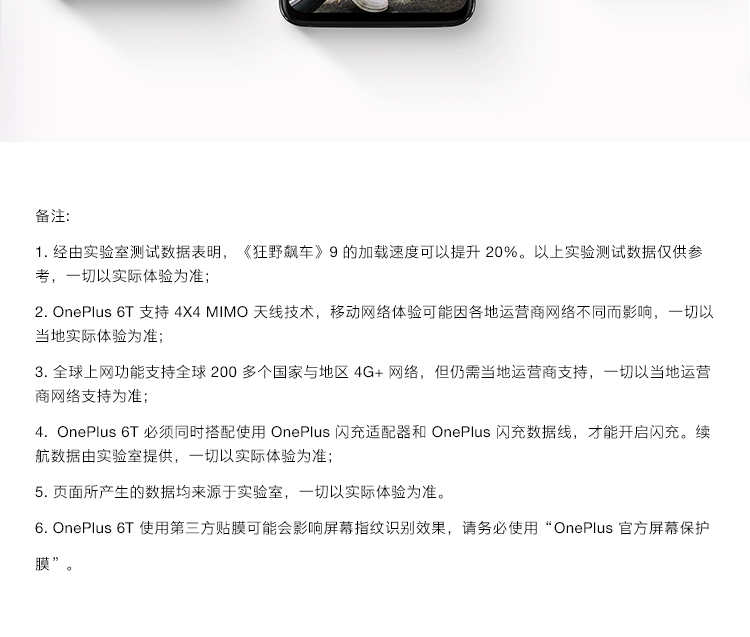 备注:
1. 经由实验室测试数据表明，《狂野飙车》9 的加载速度可以提升 20%。以上实验测试数据仅供参
考，一切以实际体验为准；
2. OnePlus 6T 支持 4X4 MIMO 天线技术，移动网络体验可能因各地运营商网络不同而影响，一切以
当地实际体验为准；
3. 全球上网功能支持全球 200 多个国家与地区 4G+ 网络，但仍需当地运营商支持，一切以当地运营
商网络支持为准；
4.  OnePlus 6T 必须同时搭配使用 OnePlus 闪充适配器和 OnePlus 闪充数据线，才能开启闪充。续
航数据由实验室提供，一切以实际体验为准；
5. 页面所产生的数据均来源于实验室，一切以实际体验为准。
6. OnePlus 6T 使用第三方贴膜可能会影响屏幕指纹识别效果，请务必使用“OnePlus 官方屏幕保护
膜”。